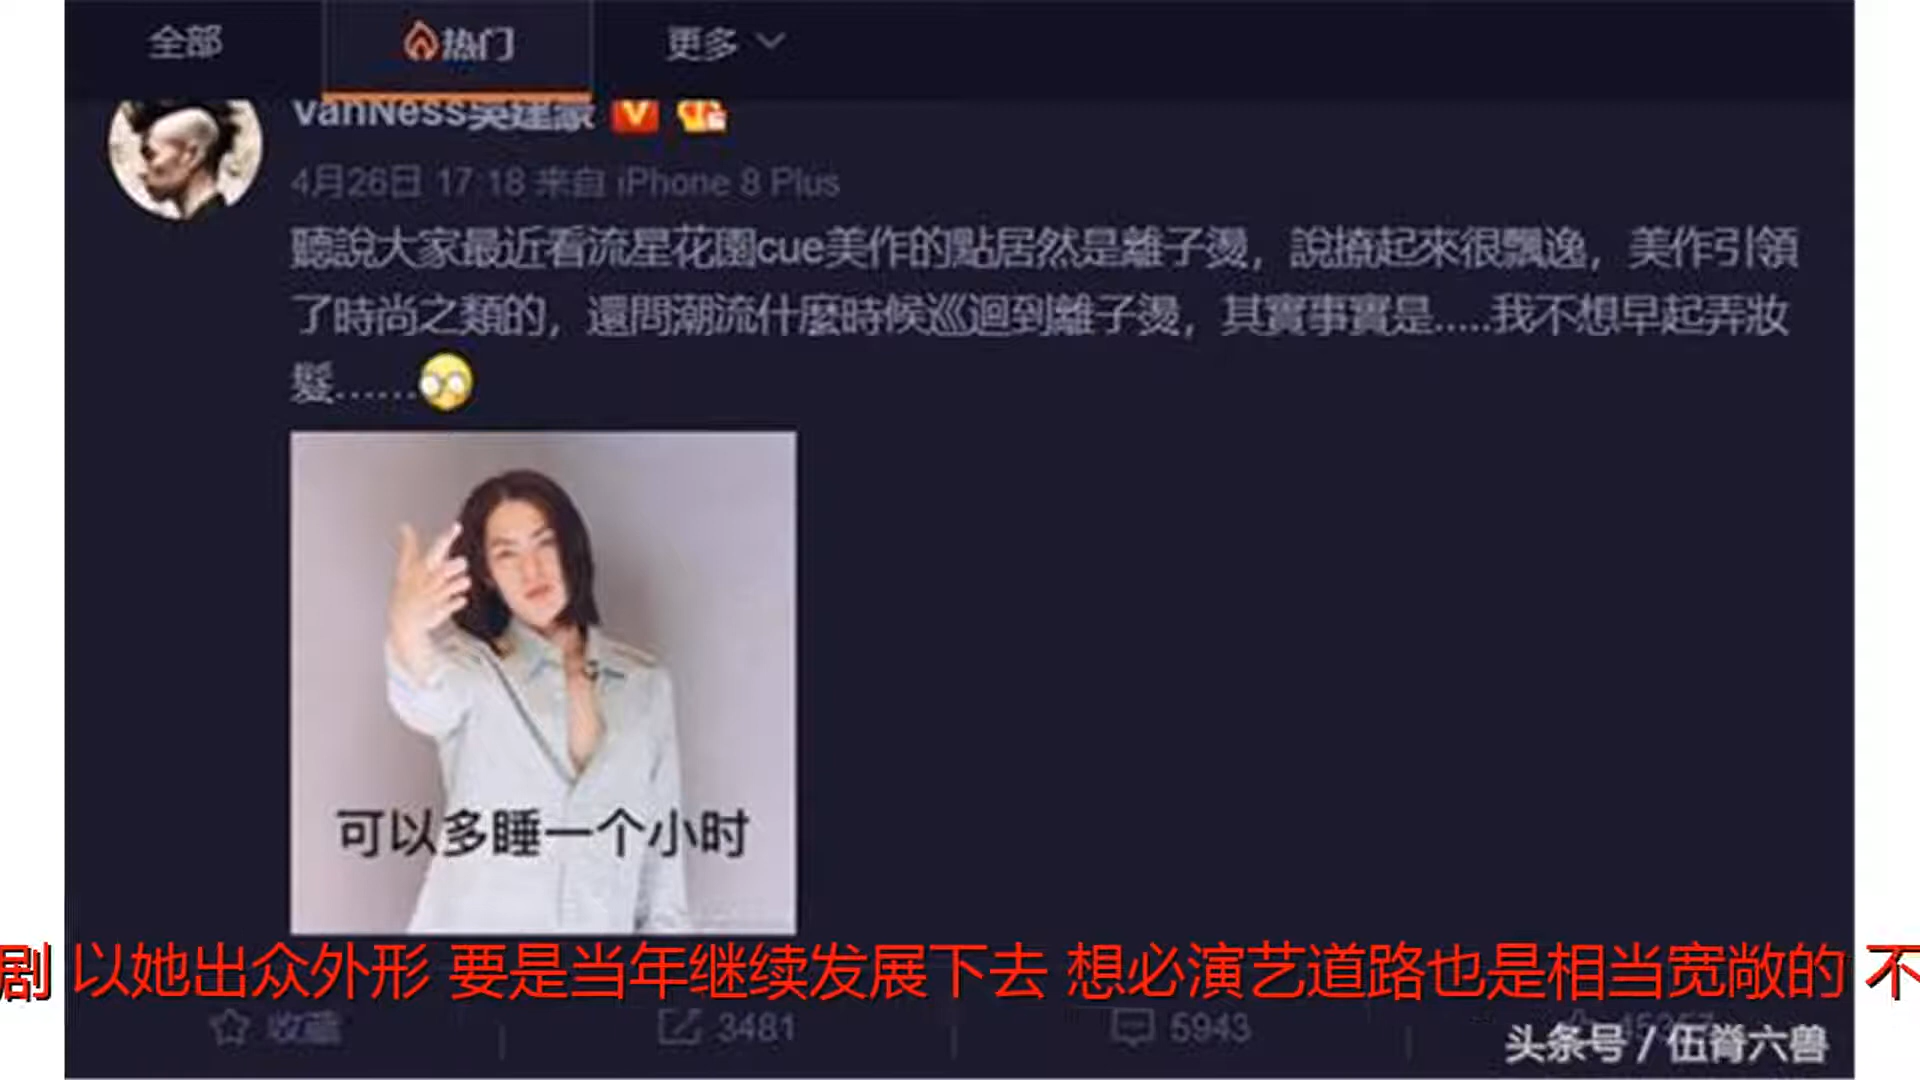 全部 热门 更多
VanNess吴建豪
4月26日 17:18 来自 iPhone 8 Plus
聽說大家最近看流星花園cue美作的點居然是離子燙，說撓起來很飄逸，美作引領
了時尚之類的，還問潮流什麼時候巡迴到離子燙，其實事實是.....我不想早起弄妝
髮.......
可以多睡一个小时
剧 以她出众外形 要是当年继续发展下去 想必演艺道路也是相当宽敞的 不
收藏 3481 5943
头条号 / 伍脊六兽